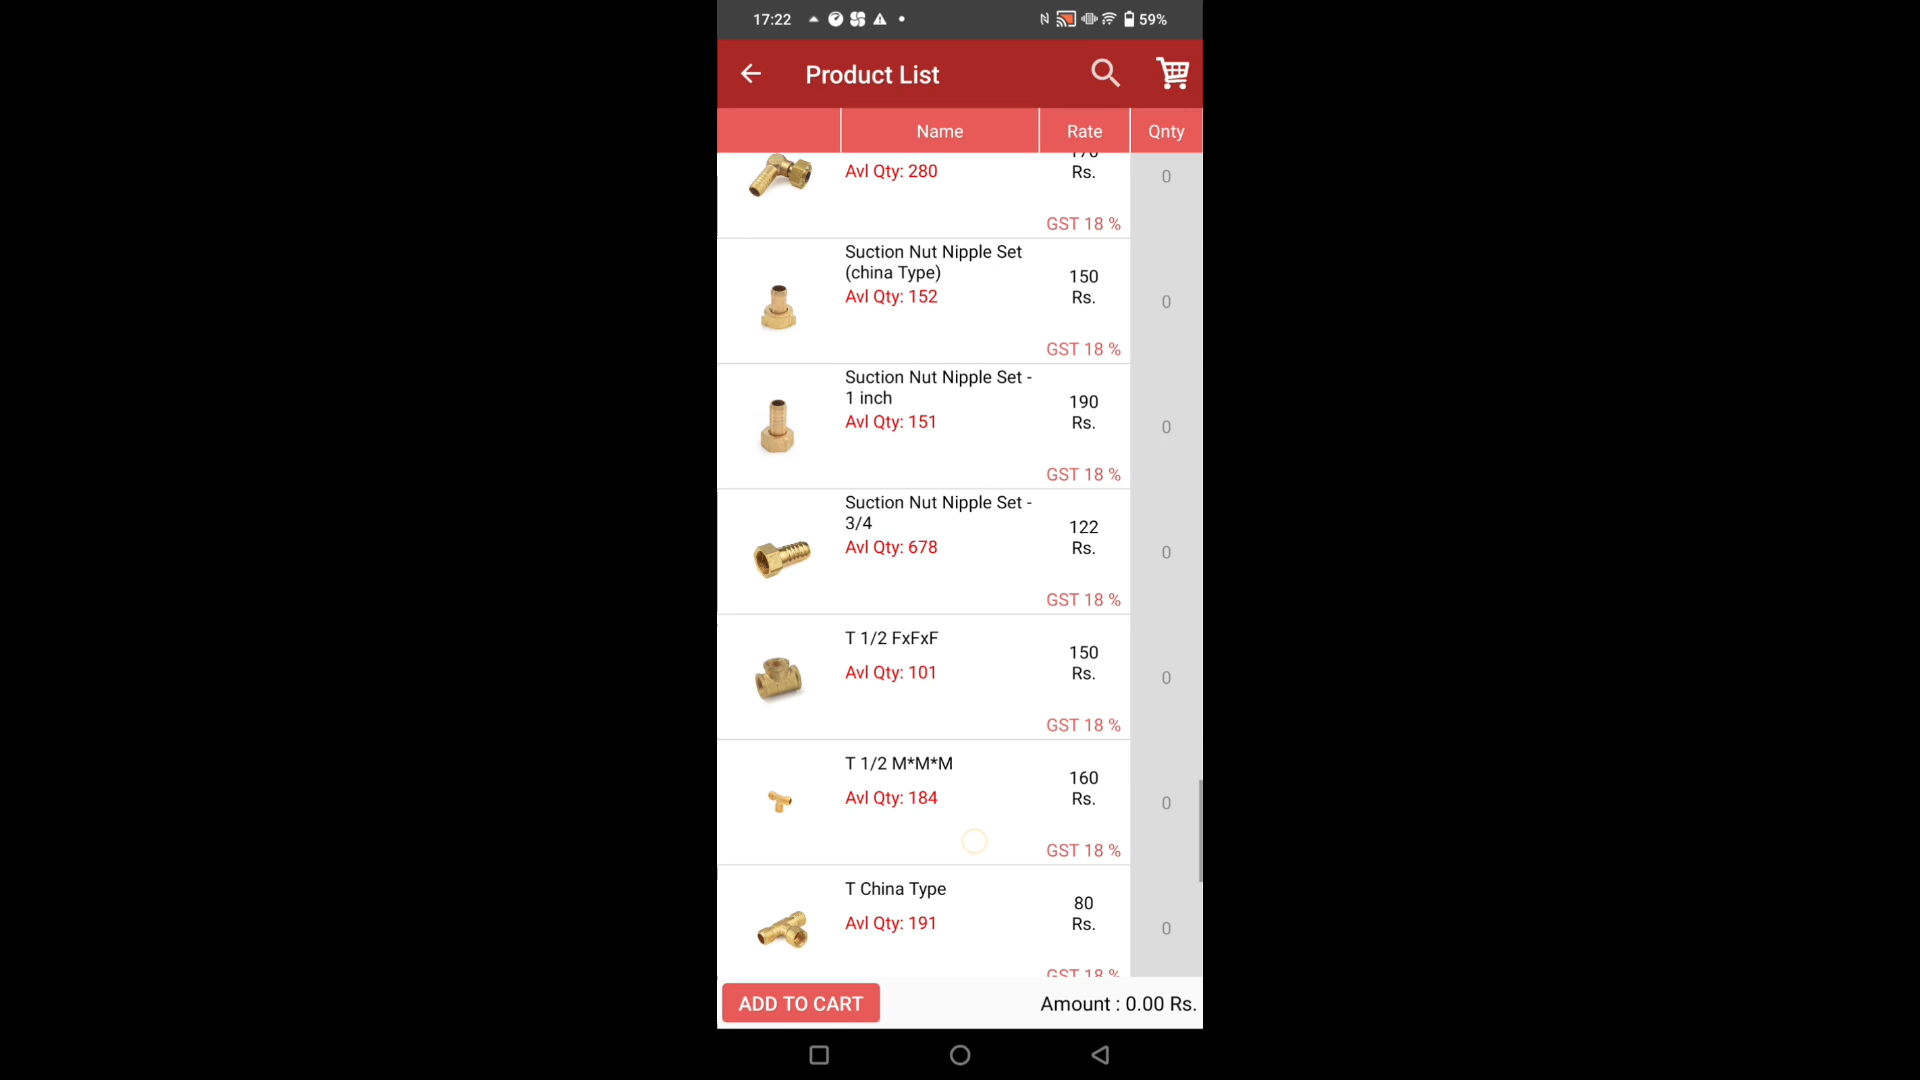 17:22
59%
Product List
Name
Rate
Qnty
170
Avl Qty: 280
Rs.
0
GST 18 %
Suction Nut Nipple Set
(china Type)
150
Rs.
Avl Qty: 152
0
GST 18 %
Suction Nut Nipple Set -
1 inch
190
Rs.
Avl Qty: 151
0
GST 18 %
Suction Nut Nipple Set -
3/4
122
Rs.
Avl Qty: 678
0
GST 18 %
T 1/2 FxFxF
150
Rs.
Avl Qty: 101
0
GST 18 %
T 1/2 M*M*M
160
Rs.
Avl Qty: 184
0
GST 18 %
T China Type
80
Rs.
Avl Qty: 191
0
GST 18 %
ADD TO CART
Amount : 0.00 Rs.